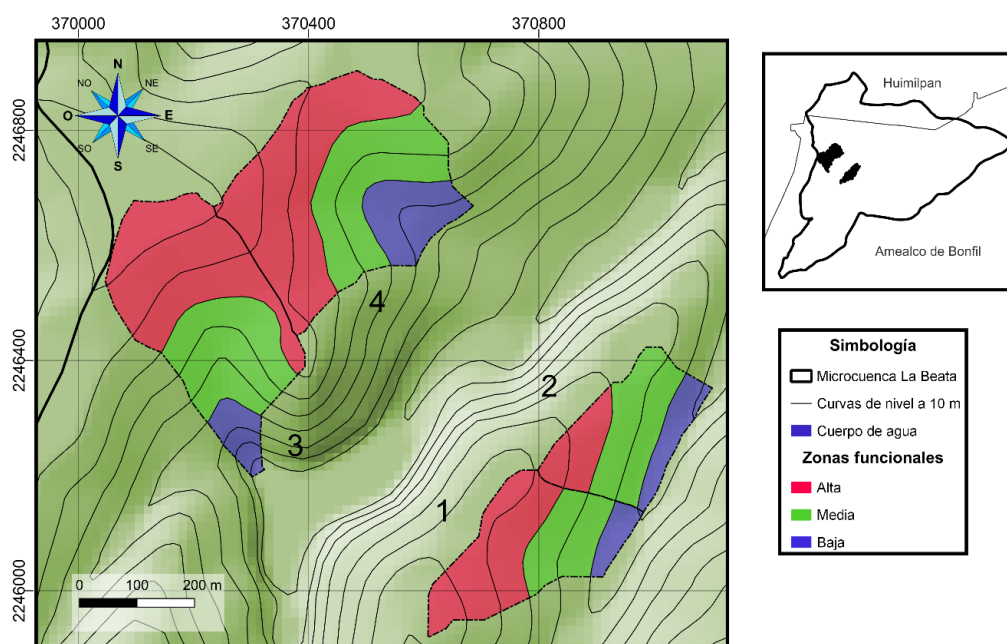 370000 370400 370800
2246800
2246400
2246000
N
NO NE
O E
SO SE
S
4
2
3
1
0 100 200 m
Huimilpan
Amealco de Bonfil
Simbología
Microcuenca La Beata
Curvas de nivel a 10 m
Cuerpo de agua
Zonas funcionales
Alta
Media
Baja